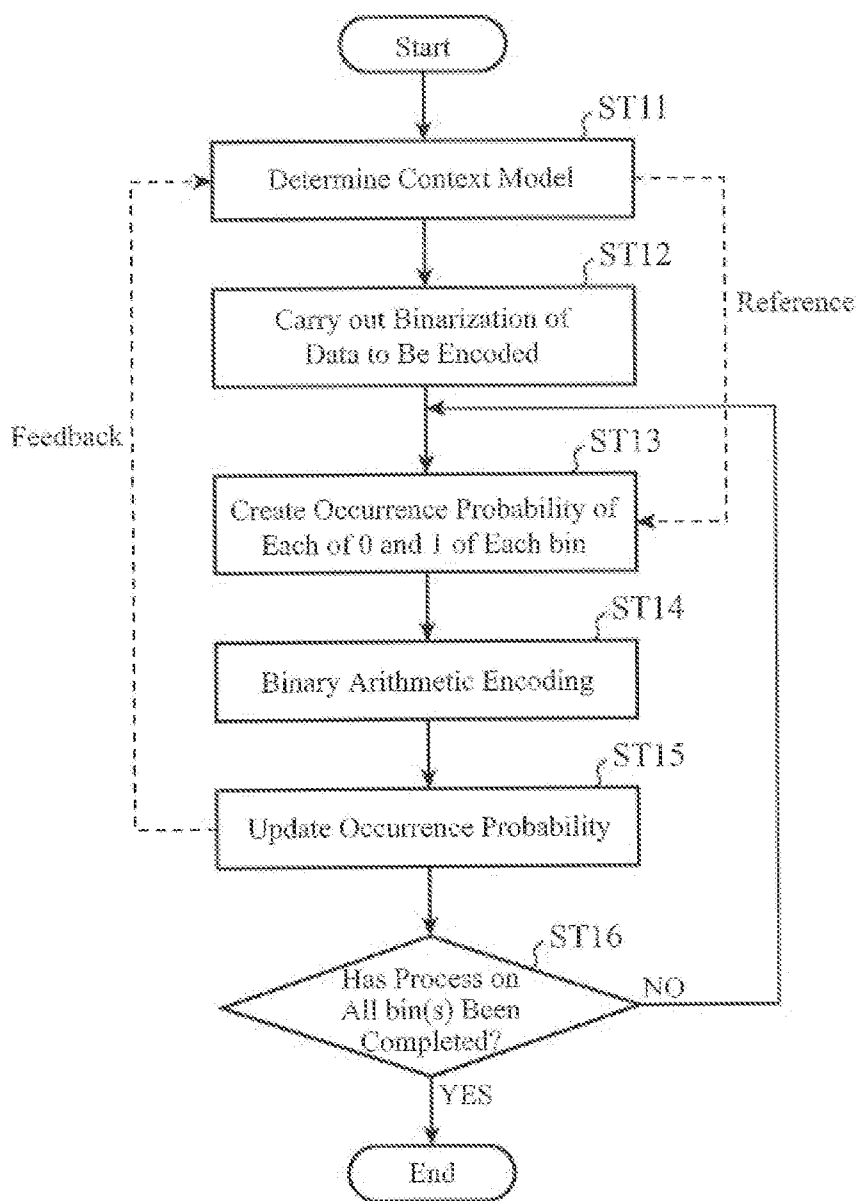 Start
ST11
Determine Context Model
ST12
Carry out Binarization of
Data to Be Encoded
Reference
Feedback
ST13
Create Occurrence Probability of
Each of 0 and 1 of Each bin
ST14
Binary Arithmetic Encoding
ST15
Update Occurrence Probability
ST16
Has Process on
All bin(s) Been
Completed?
NO
YES
End